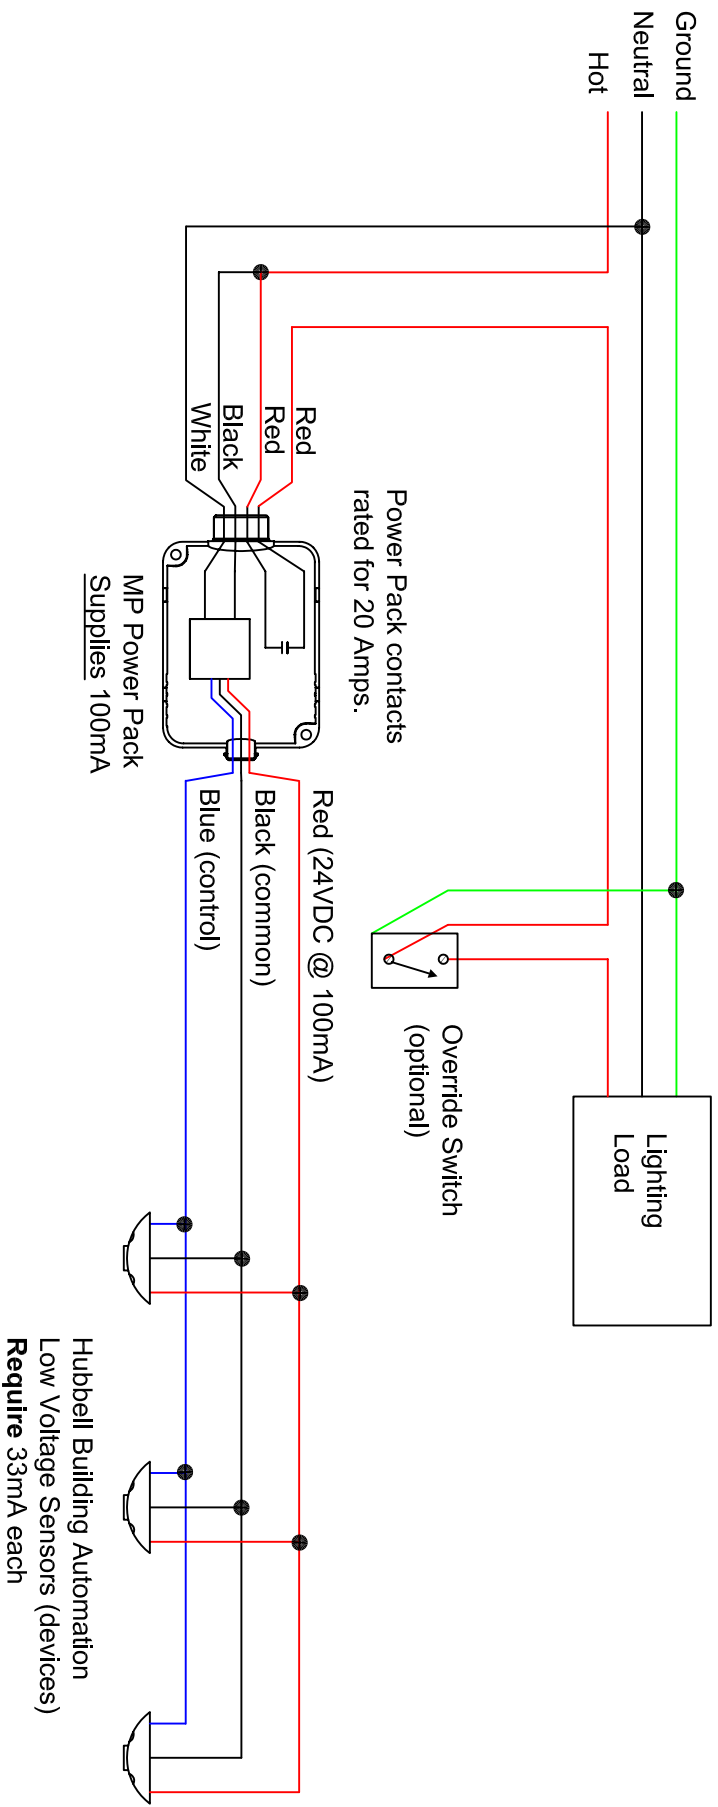 Ground
Neutral
Hot
Red
Red
Black
White
Power Pack contacts
rated for 20 Amps.
MP Power Pack
Supplies 100mA
Red (24VDC @ 100mA)
Black (common)
Blue (control)
Override Switch
(optional)
Lighting
Load
Hubbell Building Automation
Low Voltage Sensors (devices)
Require 33mA each